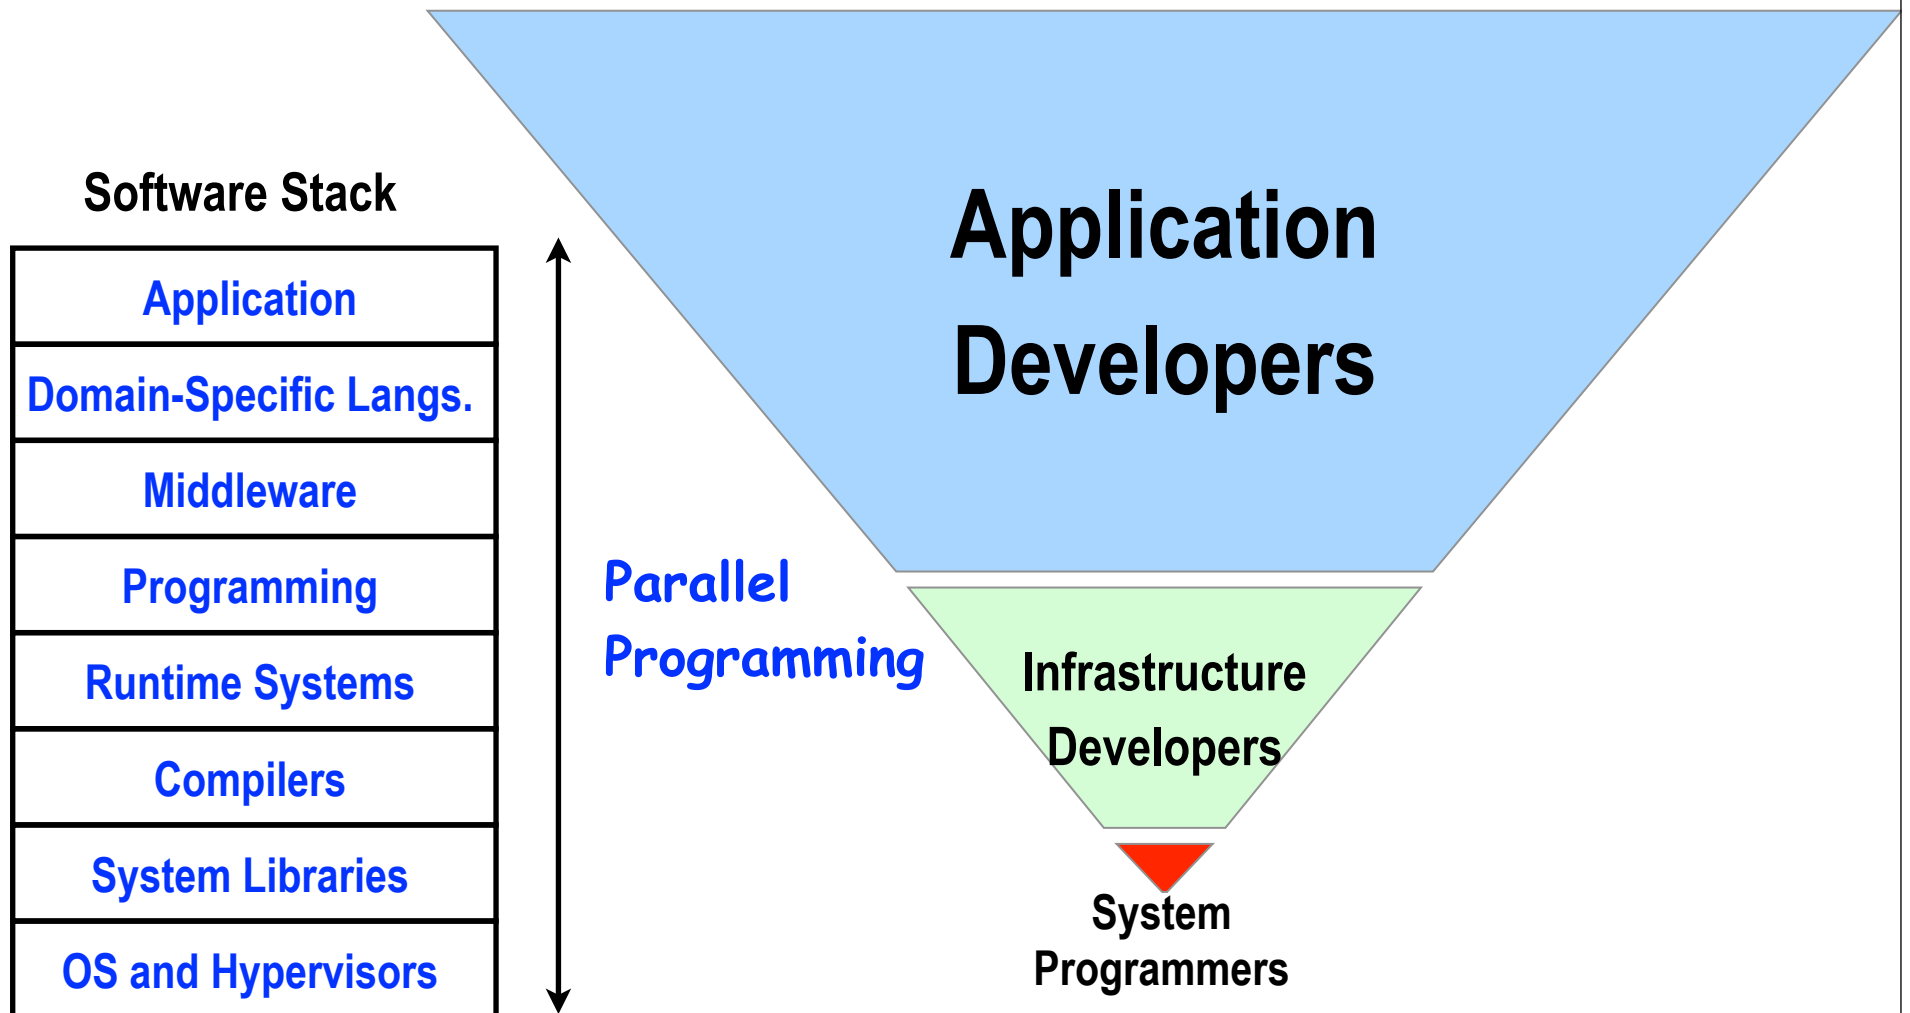 Software Stack
Application
Domain-Specific Langs.
Middleware
Programming
Runtime Systems
Compilers
System Libraries
OS and Hypervisors
Parallel
Programming
Application
Developers
Infrastructure
Developers
System
Programmers